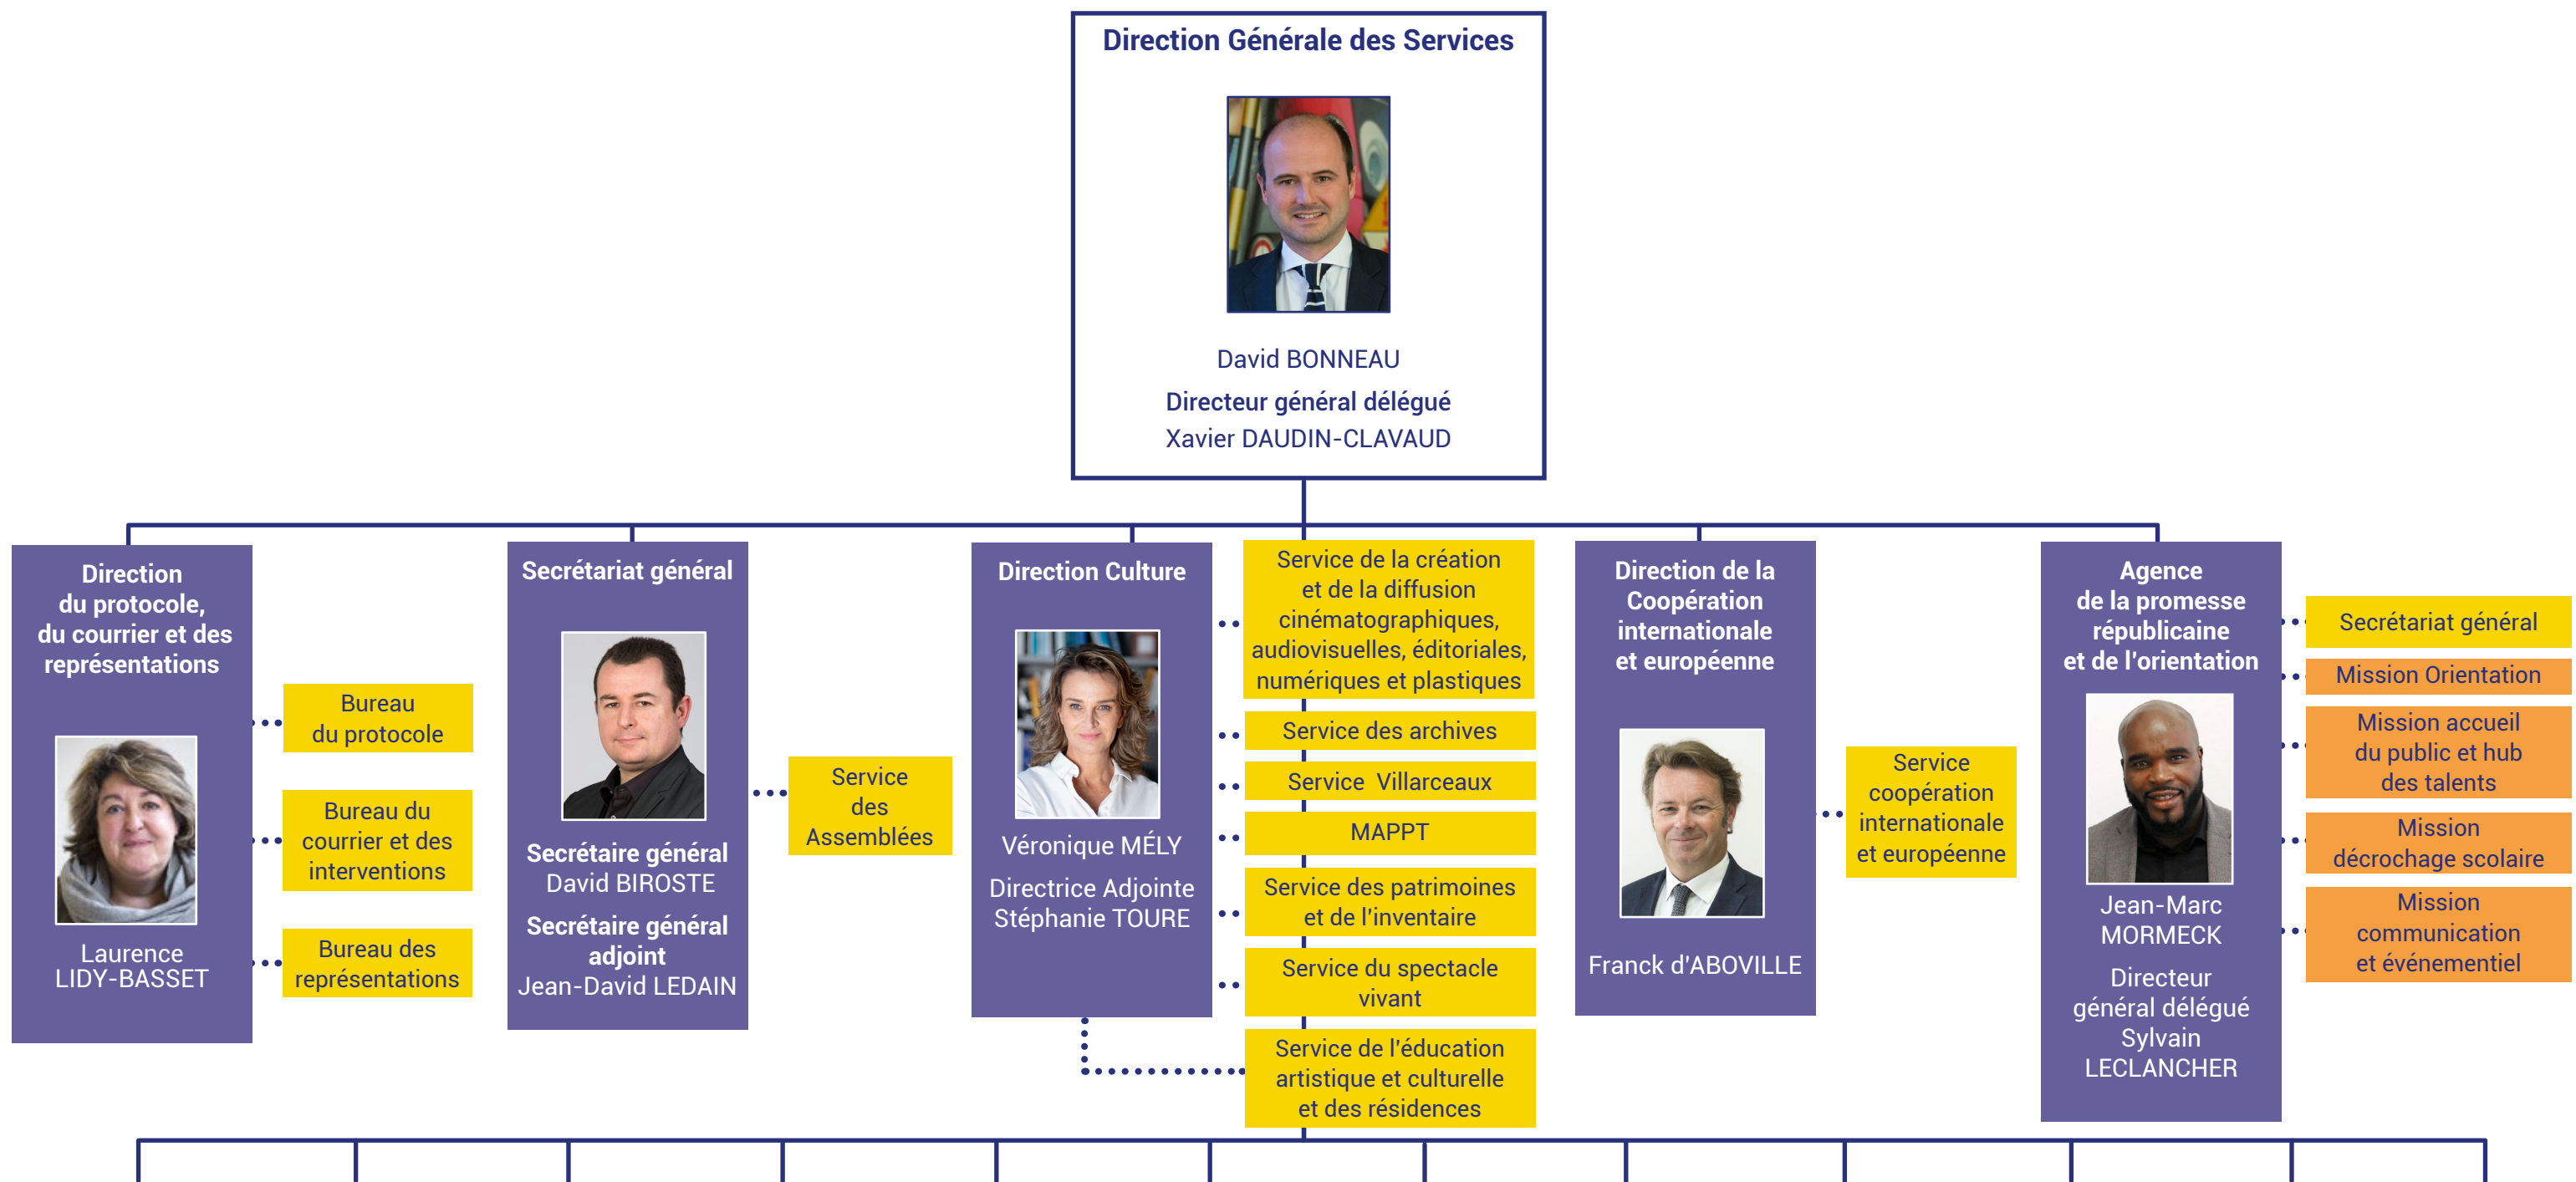 Direction Générale des Services
David BONNEAU
Directeur général délégué
Xavier DAUDIN-CLAVAUD
Direction
du protocole,
du courrier et des
représentations
Laurence
LIDY-BASSET
Bureau
du protocole
Bureau du
courrier et des
interventions
Bureau des
représentations
Secrétariat général
Secrétaire général
David BIROSTE
Secrétaire général
adjoint
Jean-David LEDAIN
Service
des
Assemblées
Direction Culture
Véronique MÉLY
Directrice Adjointe
Stéphanie TOURE
Service de la création
et de la diffusion
cinématographiques,
audiovisuelles, éditoriales,
numériques et plastiques
Service des archives
Service Villarceaux
MAPPT
Service des patrimoines
et de l'inventaire
Service du spectacle
vivant
Service de l'éducation
artistique et culturelle
et des résidences
Direction de la
Coopération
internationale
et européenne
Franck d'ABOVILLE
Service
coopération
internationale
et européenne
Agence
de la promesse
républicaine
et de l'orientation
Jean-Marc
MORMECK
Directeur
général délégué
Sylvain
LECLANCHER
Secrétariat général
Mission Orientation
Mission accueil
du public et hub
des talents
Mission
décrochage scolaire
Mission
communication
et événementiel